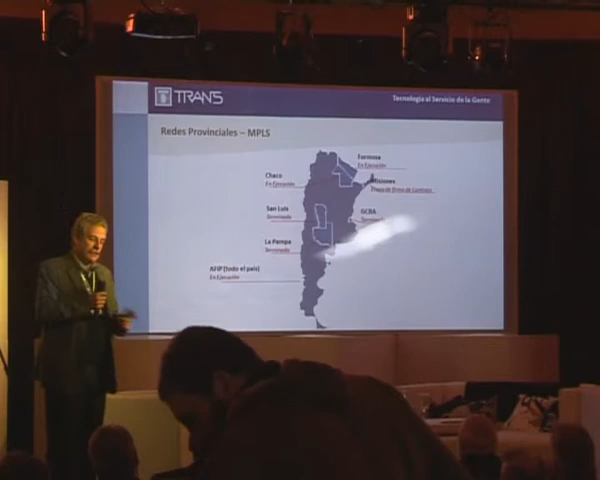 TRANS
Tecnología al Servicio de la Gente
Redes Provinciales – MPLS
Formosa
En Ejecución
Chaco
En Ejecución
Misiones
Etapa de firma de Contrato
San Luis
Terminado
GCBA
La Pampa
Terminado
AFIP (todo el país)
En Ejecución